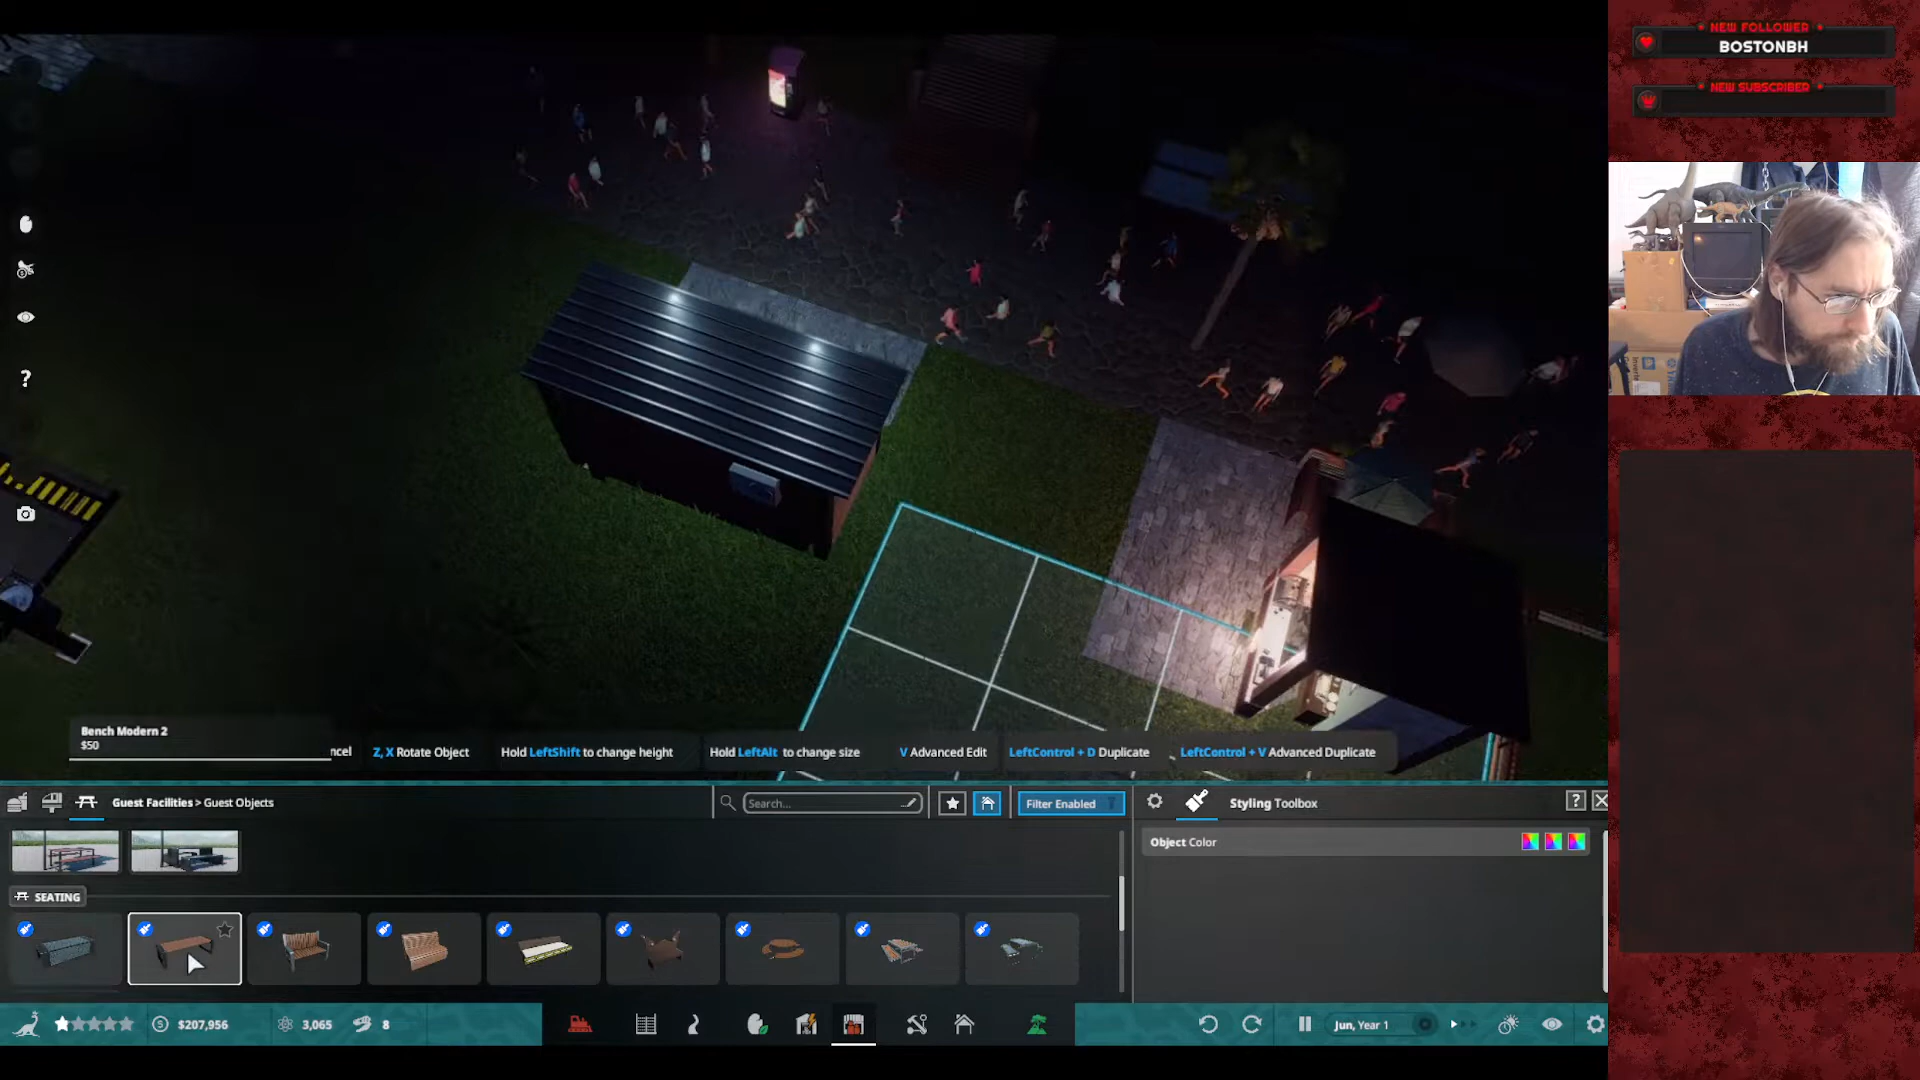 NEW FOLLOWER
BOSTONBH
NEW SUBSCRIBER
?
Bench Modern 2
$50
ncel
Z, X Rotate Object
Hold LeftShift to change height
Hold LeftAlt to change size
V Advanced Edit
LeftControl + D Duplicate
LeftControl + V Advanced Duplicate
Guest Facilities > Guest Objects
Search...
Filter Enabled
Styling Toolbox
?
Object Color
SEATING
$207,956
3,065
8
Jun, Year 1